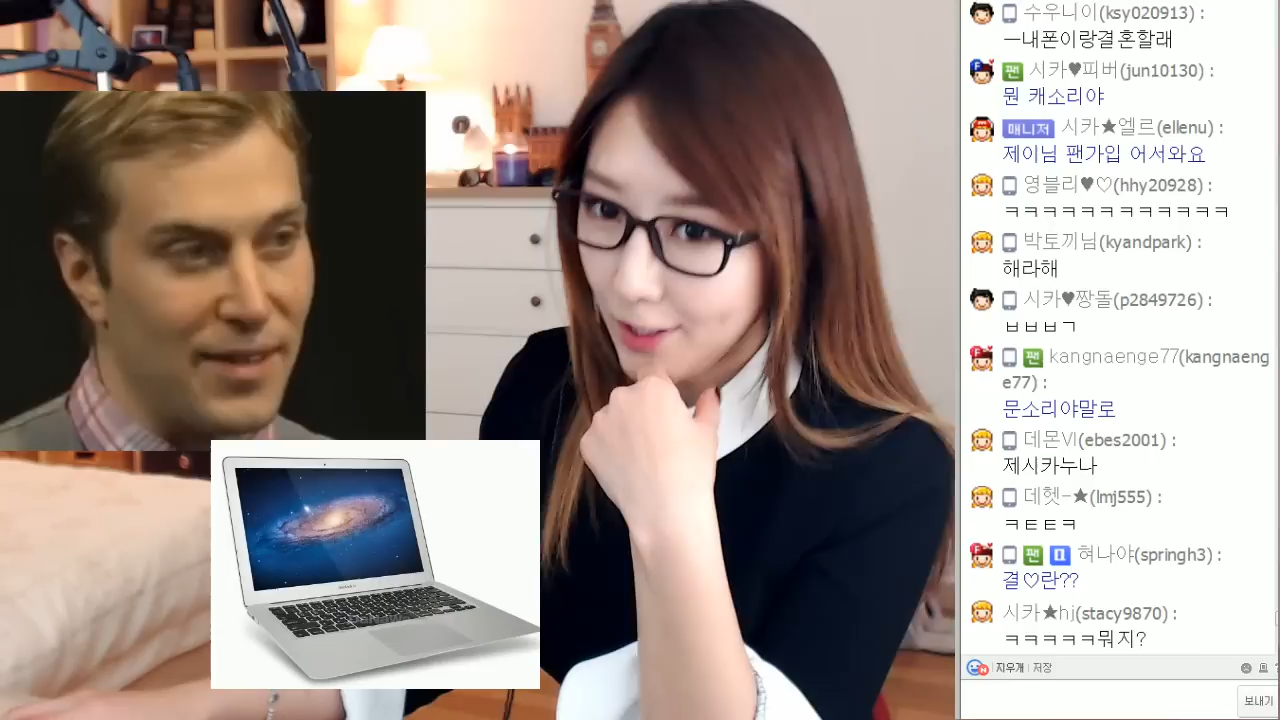 수우니이(ksy020913) :
ㅡ내폰이랑결혼할래
팬 시카♥피버(jun10130) :
뭔 캐소리야
매니저 시카★엘르(ellenu) :
제이님 팬가입 어서와요
영블리♥♡(hhy20928) :
ㅋㅋㅋㅋㅋㅋㅋㅋㅋㅋㅋㅋ
박토끼님(kyandpark) :
해라해
시카♥짱돌(p2849726) :
ㅂㅂㅂㄱ
팬 kangnaenge77(kangnaeng
e77) :
문소리야말로
데몬Ⅵ(ebes2001) :
제시카누나
데헷-★(lmj555) :
ㅋㅌㅌㅋ
팬 혀나야(springh3) :
결♡란??
시카★hj(stacy9870) :
ㅋㅋㅋㅋㅋ뭐지?
지우개 저장
보내기